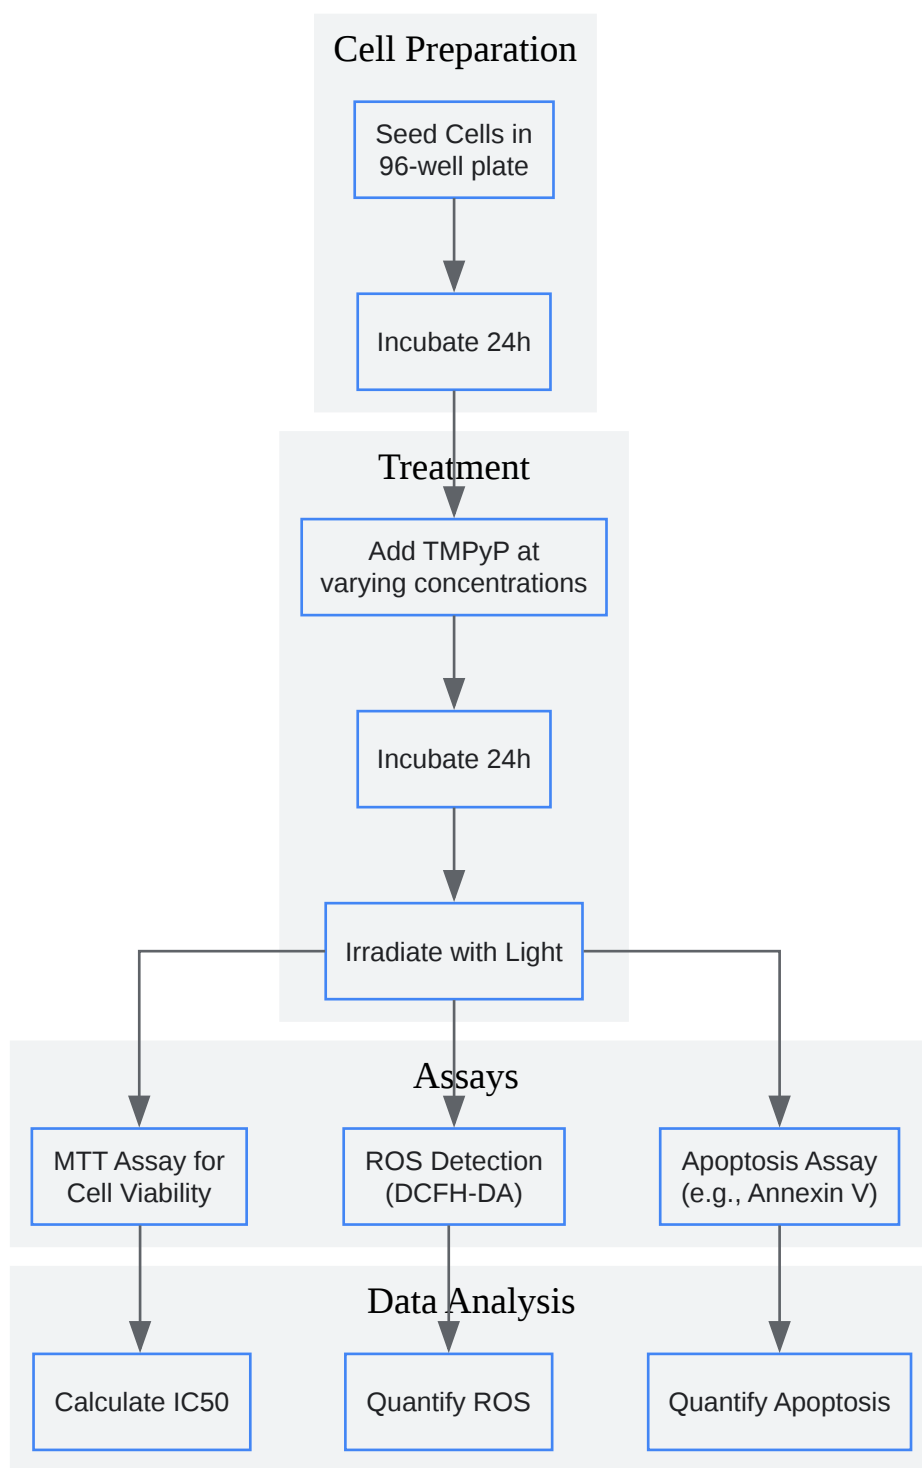 Cell Preparation
Seed Cells in
96-well plate
Incubate 24h
Treatment
Add TMPyP at
varying concentrations
Incubate 24h
Irradiate with Light
Assays
MTT Assay for
Cell Viability
ROS Detection
(DCFH-DA)
Apoptosis Assay
(e.g., Annexin V)
Data Analysis
Calculate IC50
Quantify ROS
Quantify Apoptosis